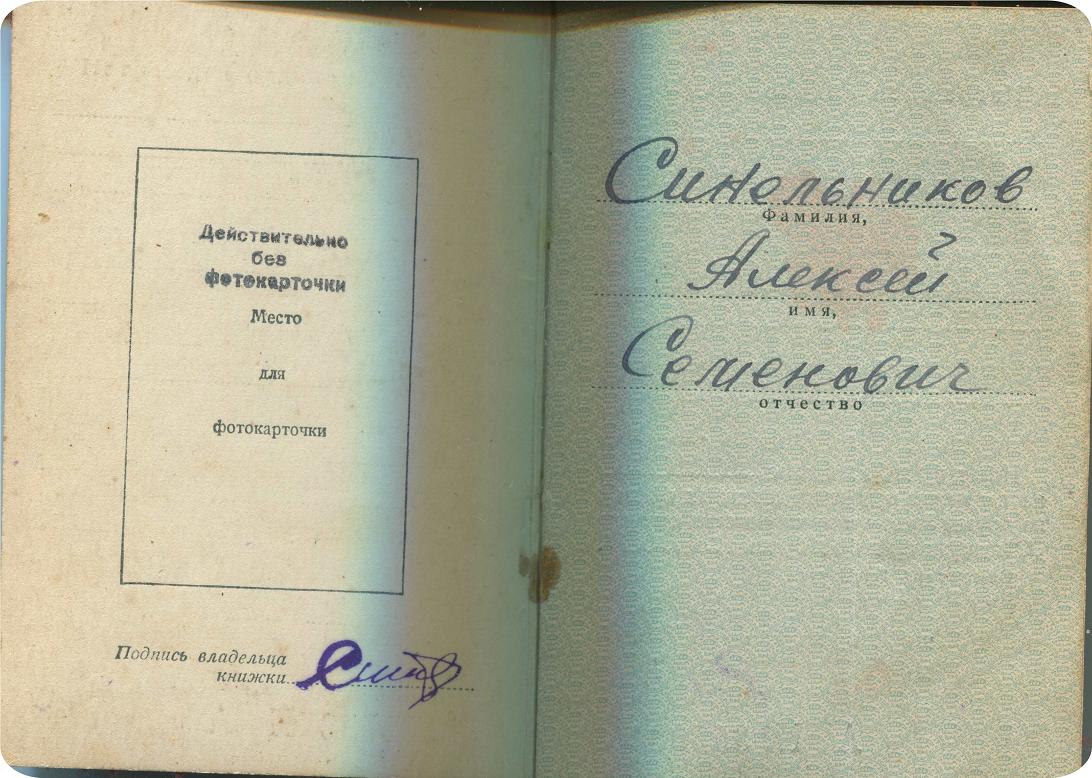 Действительно
без
фотокарточки
Место
для
фотокарточки
Подпись владельца
книжки
Синельников
Фамилия,
Алексей
имя,
Семенович
отчество